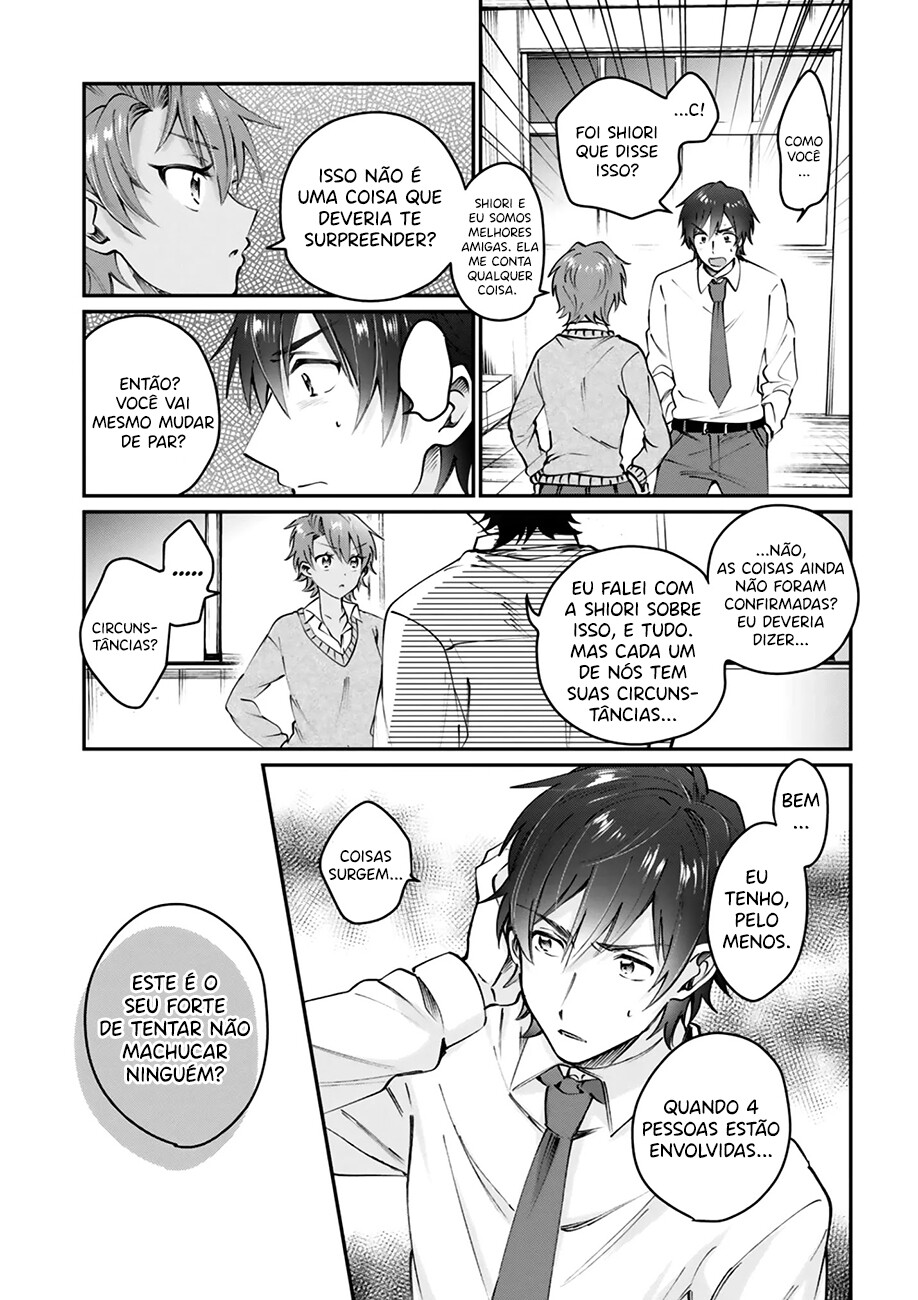 COMO
VOCÊ
...
...C!
FOI SHIORI
QUE DISSE
ISSO?
SHIORI E
EU SOMOS
MELHORES
AMIGAS. ELA
ME CONTA
QUALQUER
COISA.
ISSO NÃO É
UMA COISA QUE
DEVERIA TE
SURPREENDER?
ENTÃO?
VOCÊ VAI
MESMO MUDAR
DE PAR?
...NÃO,
AS COISAS AINDA
NÃO FORAM
CONFIRMADAS?
EU DEVERIA
DIZER...
EU FALEI COM
A SHIORI SOBRE
ISSO, E TUDO.
MAS CADA UM
DE NÓS TEM
SUAS CIRCUNS-
TÂNCIAS...
......
CIRCUNS-
TÂNCIAS?
BEM
...
EU
TENHO,
PELO
MENOS.
COISAS
SURGEM...
QUANDO 4
PESSOAS ESTÃO
ENVOLVIDAS...
ESTE É O
SEU FORTE
DE TENTAR NÃO
MACHUCAR
NINGUÉM?